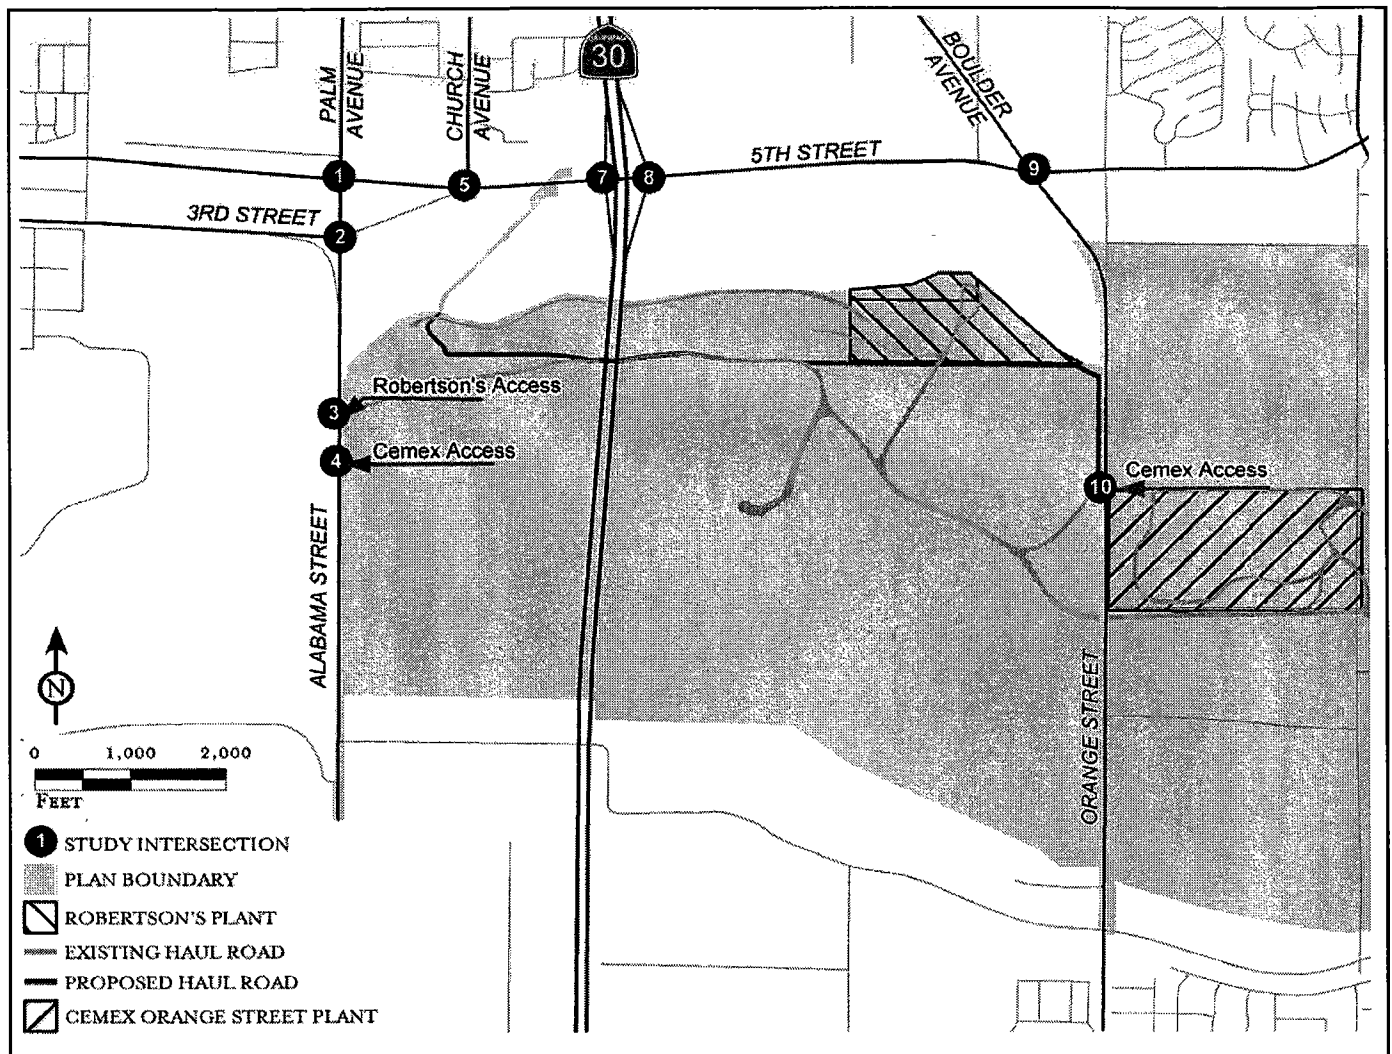 30
PALM
AVENUE
CHURCH
AVENUE
BOULDER
AVENUE
5TH STREET
1
5
7
8
9
3RD STREET
2
Robertson's Access
3
Cemex Access
4
10
Cemex Access
ALABAMA STREET
ORANGE STREET
N
0 1,000 2,000
FEET
1 STUDY INTERSECTION
PLAN BOUNDARY
ROBERTSON'S PLANT
EXISTING HAUL ROAD
PROPOSED HAUL ROAD
CEMEX ORANGE STREET PLANT